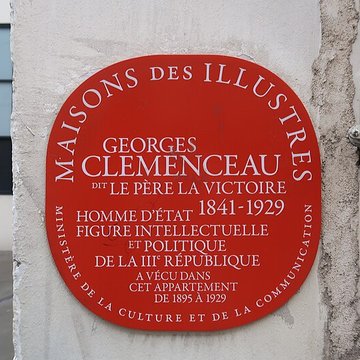 MAISONS DES ILLUSTRES
GEORGES
CLEMENCEAU
DIT LE PÈRE LA VICTOIRE
HOMME D'ÉTAT 1841-1929
FIGURE INTELLECTUELLE
ET POLITIQUE
DE LA IIIᵉ RÉPUBLIQUE
A VÉCU DANS
CET APPARTEMENT
DE 1895 À 1929
MINISTÈRE DE LA CULTURE ET DE LA COMMUNICATION